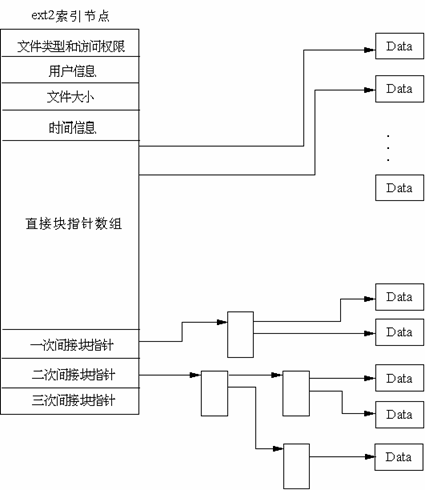 ext2索引节点
文件类型和访问权限
用户信息
文件大小
时间信息
直接块指针数组
一次间接块指针
二次间接块指针
三次间接块指针
Data
Data
Data
Data
Data
Data
Data
Data